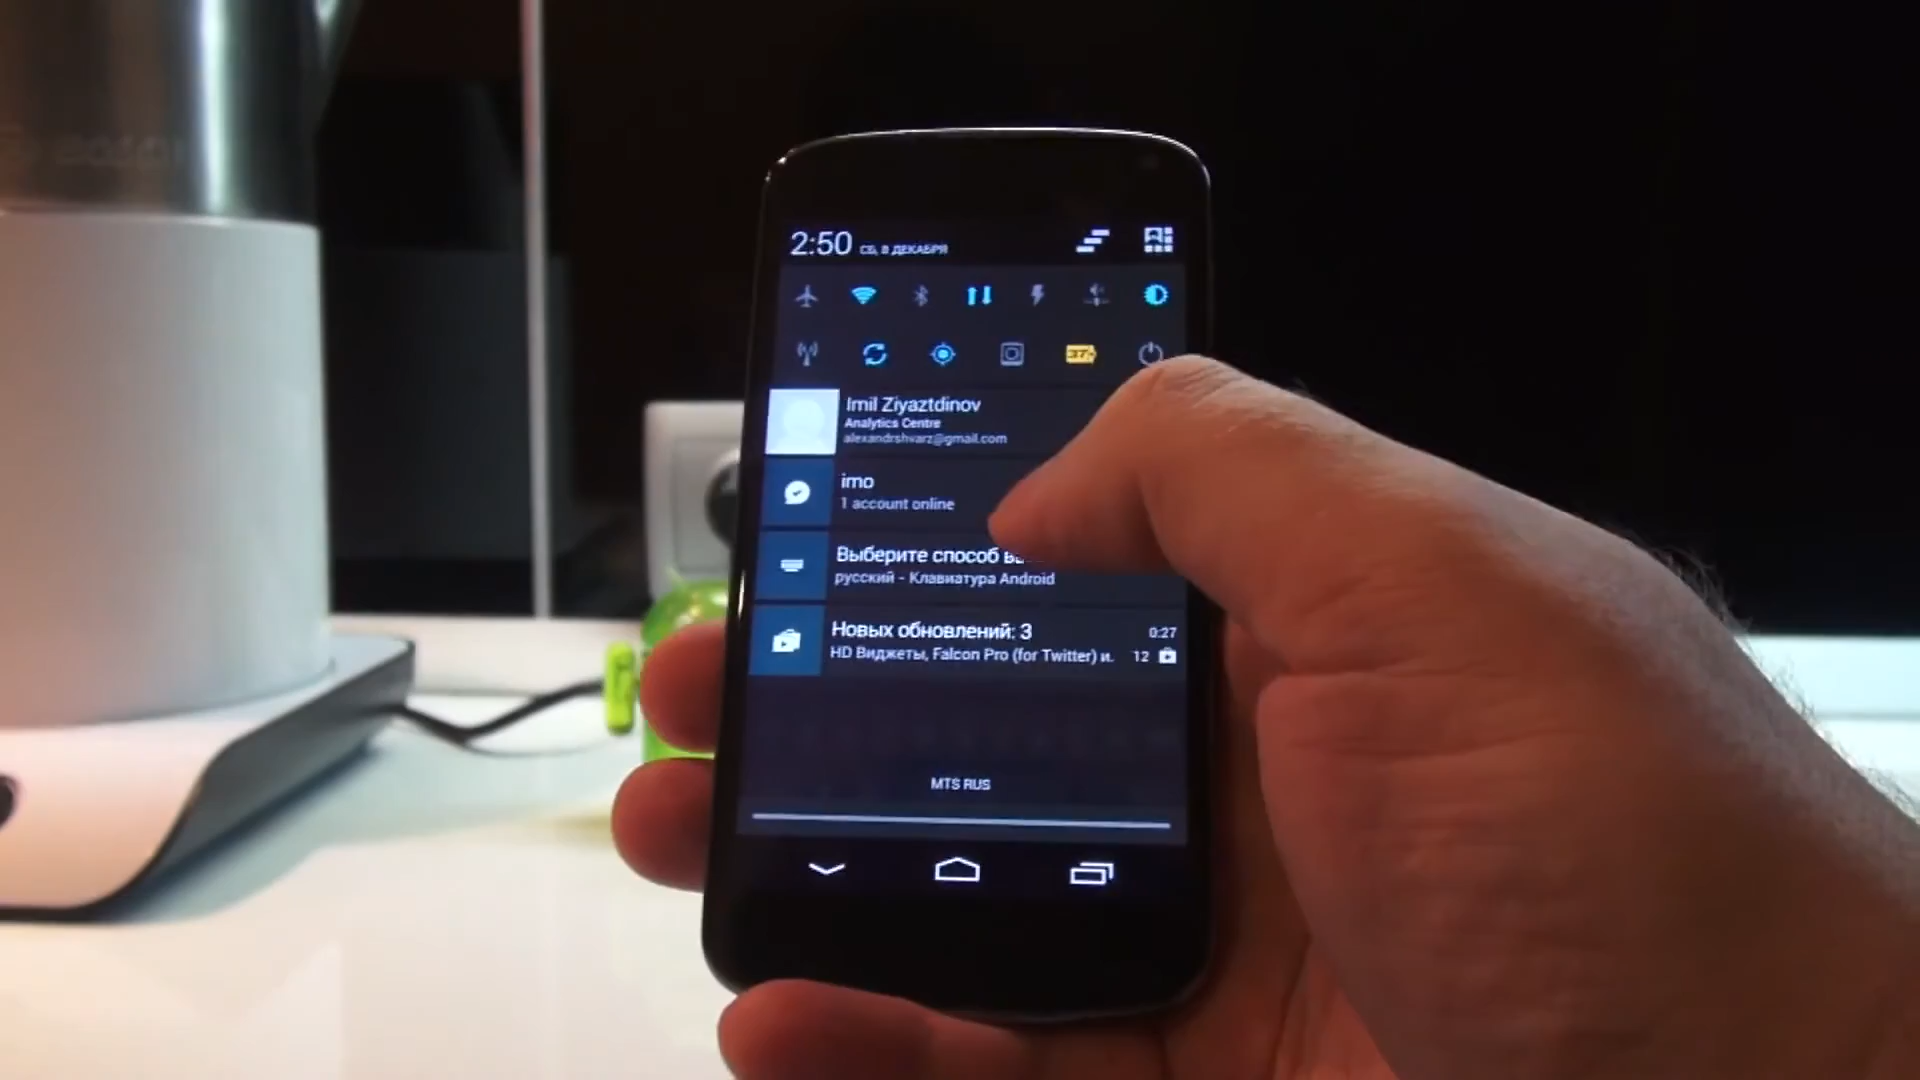 2:50 СБ, 8 ДЕКАБРЯ
37
Imil Ziyaztdinov
Analytics Centre
alexandrshvarz@gmail.com
imo
1 account online
Выберите способ
русский - Клавиатура Android
Новых обновлений: 3 0:27
HD Виджеты, Falcon Pro (for Twitter) и. 12
MTS RUS